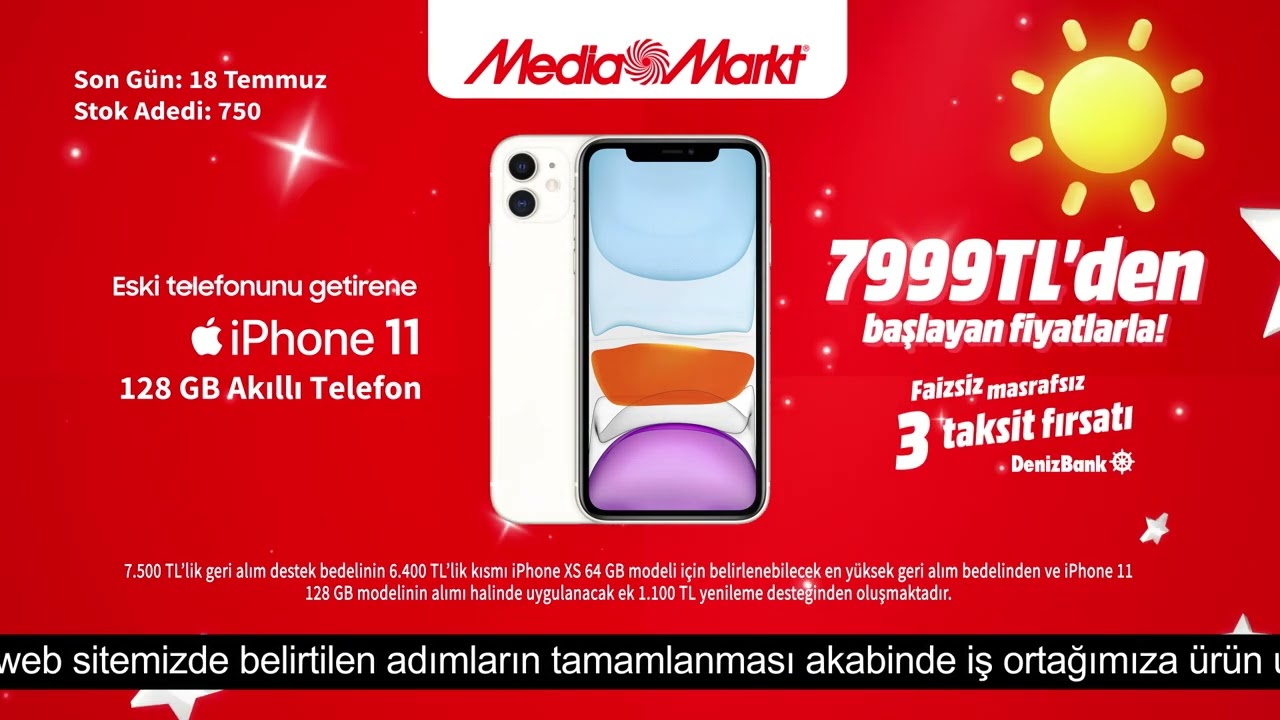 MediaMarkt
Son Gün: 18 Temmuz
Stok Adedi: 750
Eski telefonunu getirene
iPhone 11
128 GB Akıllı Telefon
7999TL'den
başlayan fiyatlarla!
Faizsiz masrafsız
3 taksit fırsatı
DenizBank
7.500 TL’lik geri alım destek bedelinin 6.400 TL’lik kısmı iPhone XS 64 GB modeli için belirlenebilecek en yüksek geri alım bedelinden ve iPhone 11
128 GB modelinin alımı halinde uygulanacak ek 1.100 TL yenileme desteğinden oluşmaktadır.
web sitemizde belirtilen adımların tamamlanması akabinde iş ortağımıza ürün